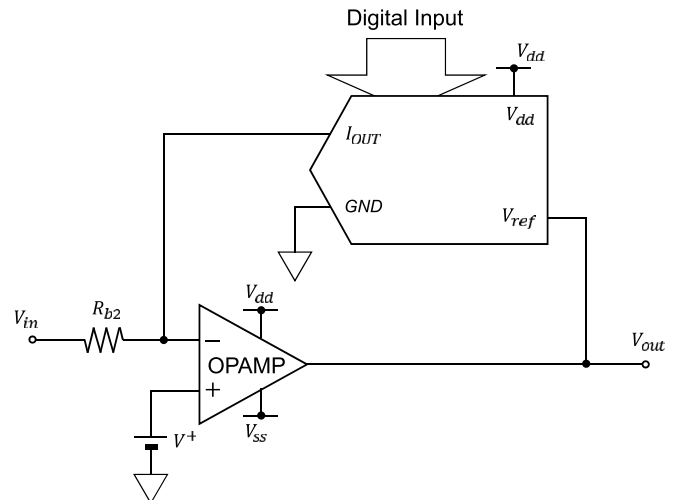 Digital Input
V_dd
V_dd
I_OUT
GND
V_ref
V_in
R_b2
V_dd
V_out
−
OPAMP
+
V_ss
V^+